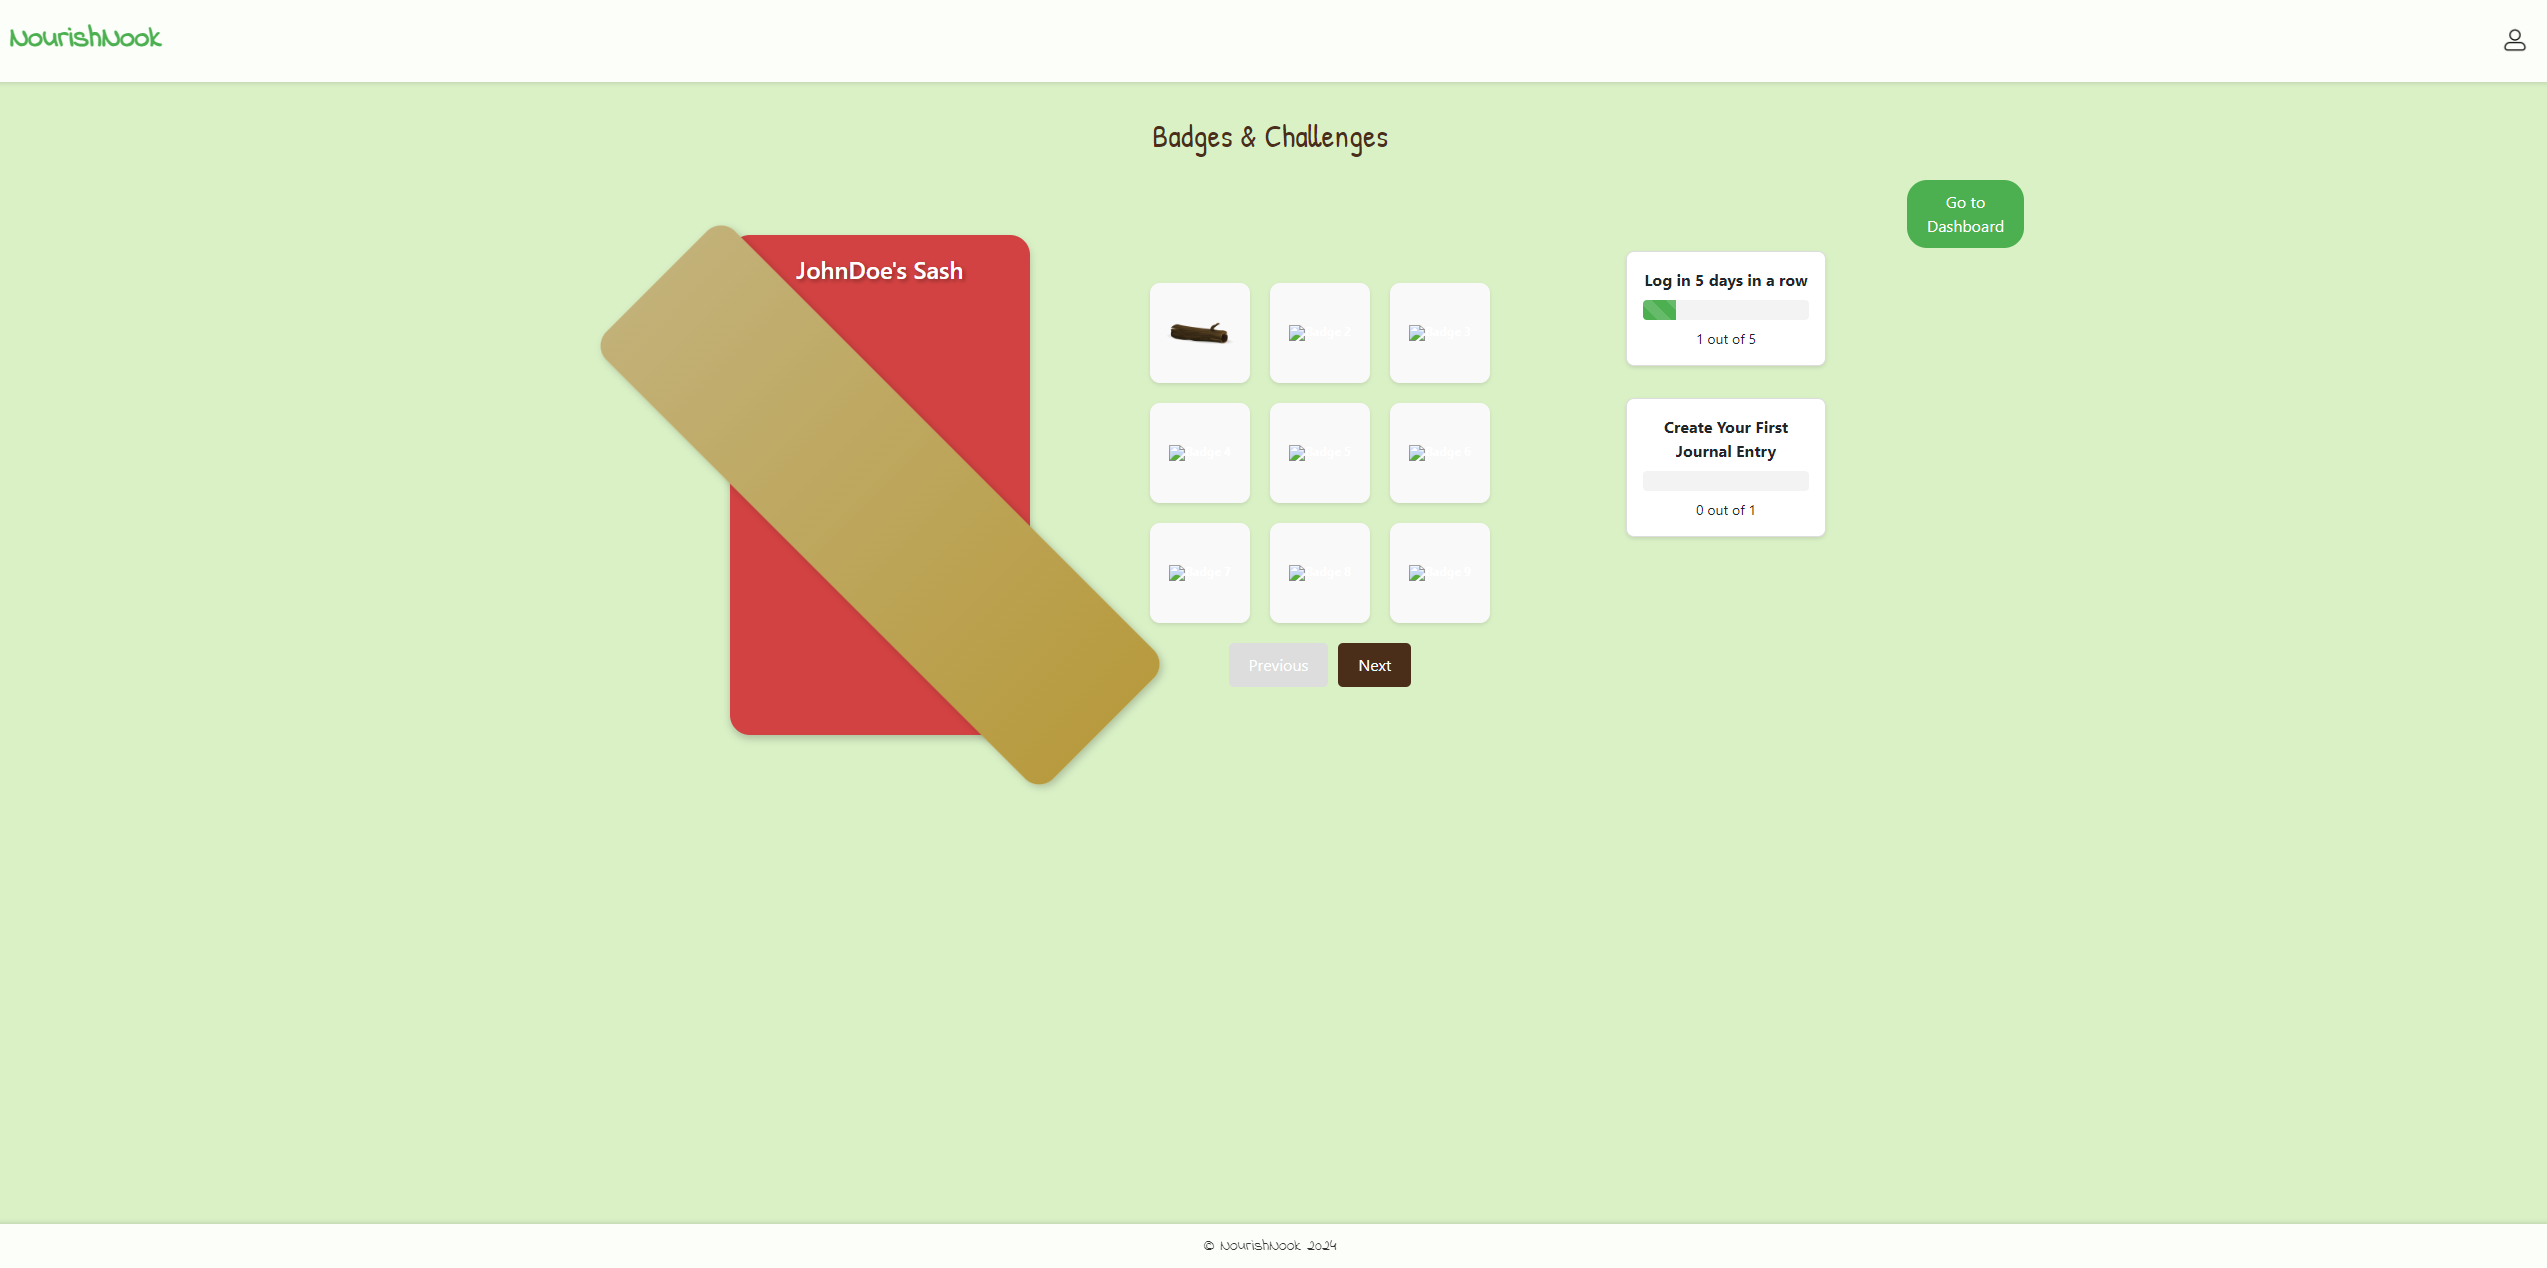 NourishNook
Badges & Challenges
Go to
Dashboard
JohnDoe's Sash
Log in 5 days in a row
1 out of 5
Badge 2
Badge 3
Create Your First
Journal Entry
0 out of 1
Badge 4
Badge 5
Badge 6
Badge 7
Badge 8
Badge 9
Previous
Next
© NourishNook 2024